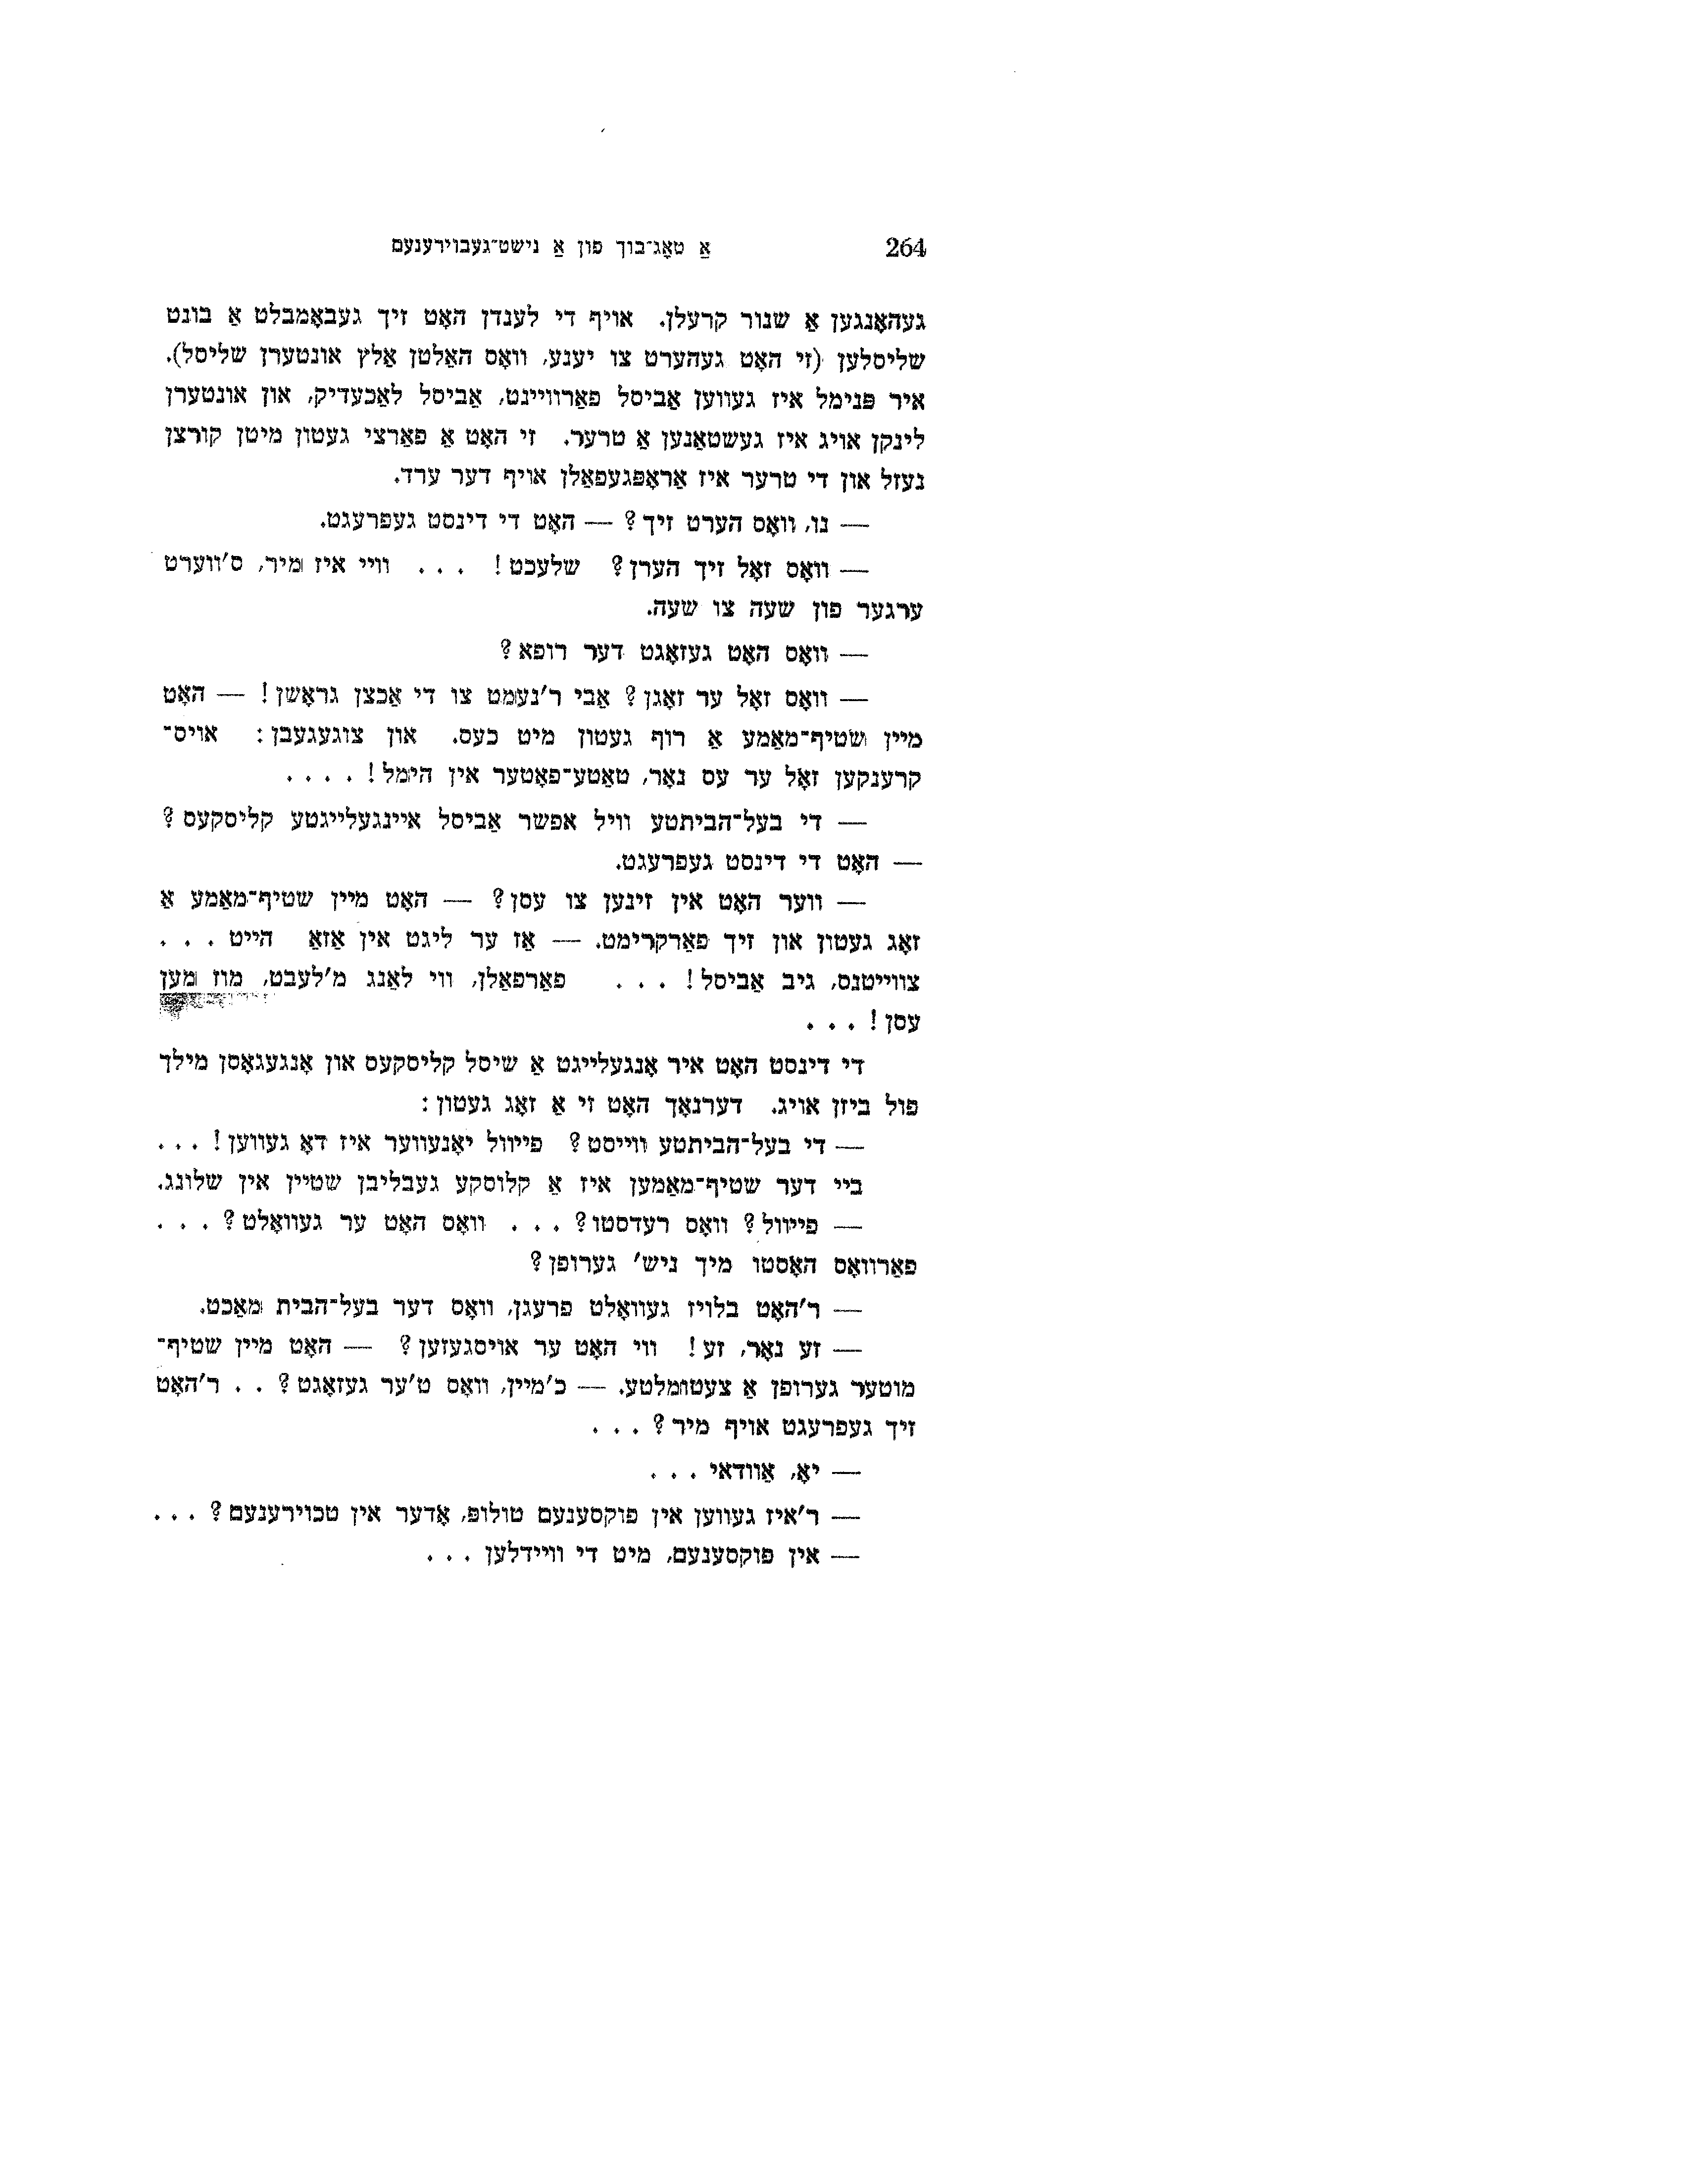 264 אַ טאָג־בוך פון אַ נישט־געבוירענעם
געהאָנגען אַ שנור קרעלן. אויף די לענדן האָט זיך געבאָמבלט אַ בונט
שליסלען (זי האָט געהערט צו יענע, וואָס האַלטן אַלץ אונטערן שליסל).
איר פנימל איז געווען אַביסל פאַרוויינט, אַביסל לאַכעדיק, און אונטערן
לינקן אויג איז געשטאַנען אַ טרער. זי האָט אַ פאַרצי געטון מיטן קורצן
נעזל און די טרער איז אַראָפּגעפאַלן אויף דער ערד.
— נו, וואָס הערט זיך? — האָט די דינסט געפרעגט.
— וואָס זאָל זיך הערן? שלעכט! ... וויי איז מיר, ס'ווערט
ערגער פון שעה צו שעה.
— וואָס האָט געזאָגט דער רופא?
— וואָס זאָל ער זאָגן? אַבי ר'נעמט צו די אַכצן גראָשן! — האָט
מיין שטיף־מאַמע אַ רוף געטון מיט כעס. און צוגעגעבן: אויס־
קרענקען זאָל ער עס נאָר, טאַטע־פאָטער אין הימל! ....
— די בעל־הביתטע וויל אפשר אַביסל איינגעלייגטע קליסקעס?
— האָט די דינסט געפרעגט.
— ווער האָט אין זינען צו עסן? — האָט מיין שטיף־מאַמע אַ
זאָג געטון און זיך פאַרקרימט. — אַז ער ליגט אין אַזאַ הייט ...
צווייטנס, גיב אַביסל! ... פאַרפאַלן, ווי לאַנג מ'לעבט, מוז מען
עסן! ...
די דינסט האָט איר אָנגעלייגט אַ שיסל קליסקעס און אָנגעגאָסן מילך
פול ביזן אויג. דערנאָך האָט זי אַ זאָג געטון:
— די בעל־הביתטע ווייסט? פייוול יאָנעווער איז דאָ געווען! ...
ביי דער שטיף־מאַמען איז אַ קלוסקע געבליבן שטיין אין שלונג.
— פייוול? וואָס רעדסטו? ... וואָס האָט ער געוואָלט? ...
פאַרוואָס האָסטו מיך ניש' גערופן?
— ר'האָט בלויז געוואָלט פרעגן, וואָס דער בעל־הבית מאַכט.
— זע נאָר, זע! ווי האָט ער אויסגעזען? — האָט מיין שטיף־
מוטער גערופן אַ צעטומלטע. — כ'מיין, וואָס ט'ער געזאָגט? .. ר'האָט
זיך געפרעגט אויף מיר? ...
— יאָ, אַוודאי ...
— ר'איז געווען אין פוקסענעם טולופּ, אָדער אין טכוירענעם? ...
— אין פוקסענעם, מיט די וויידלען ...